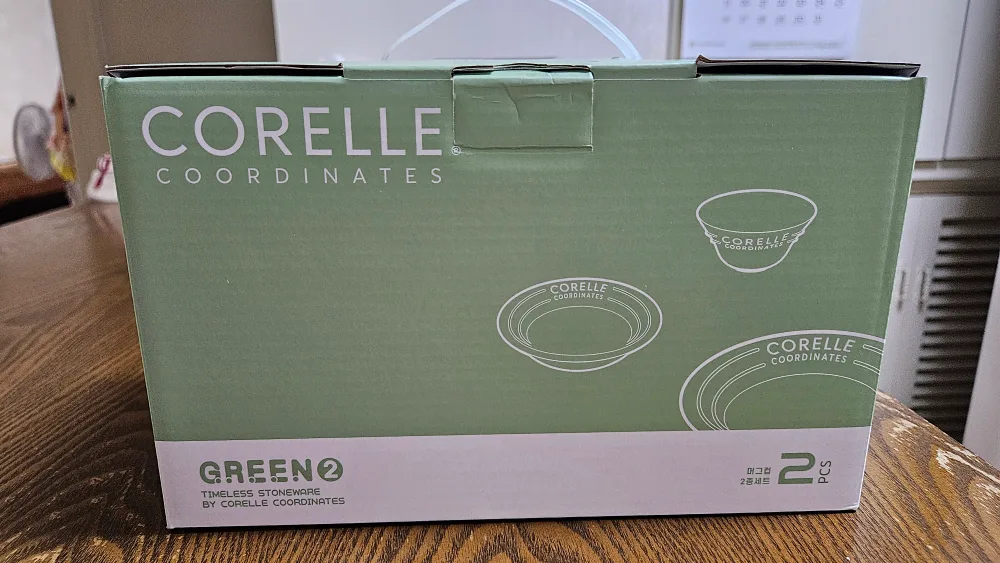 CORELLE®
COORDINATES
CORELLE
COORDINATES
CORELLE
COORDINATES
CORELLE
COORDINATES
GREEN2
TIMELESS STONEWARE
BY CORELLE COORDINATES
머그컵
2종세트
2 PCS